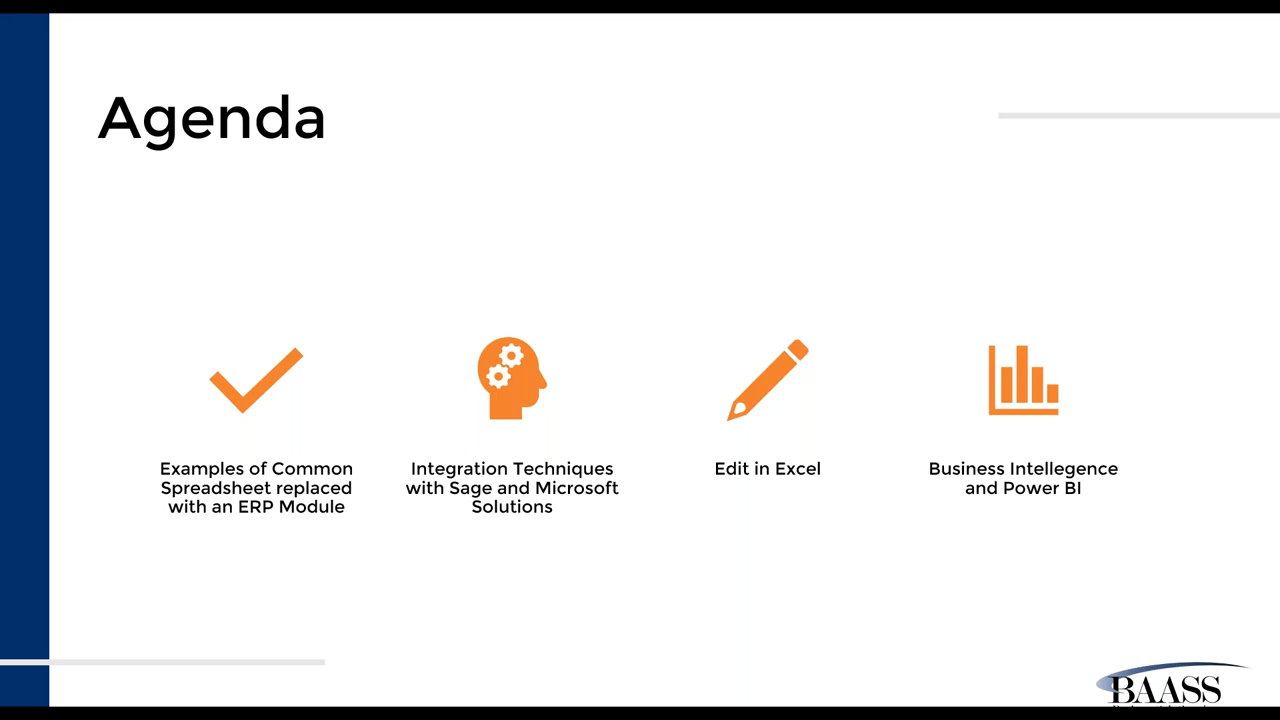 Agenda
Examples of Common
Spreadsheet replaced
with an ERP Module
Integration Techniques
with Sage and Microsoft
Solutions
Edit in Excel
Business Intellegence
and Power BI
BAASS